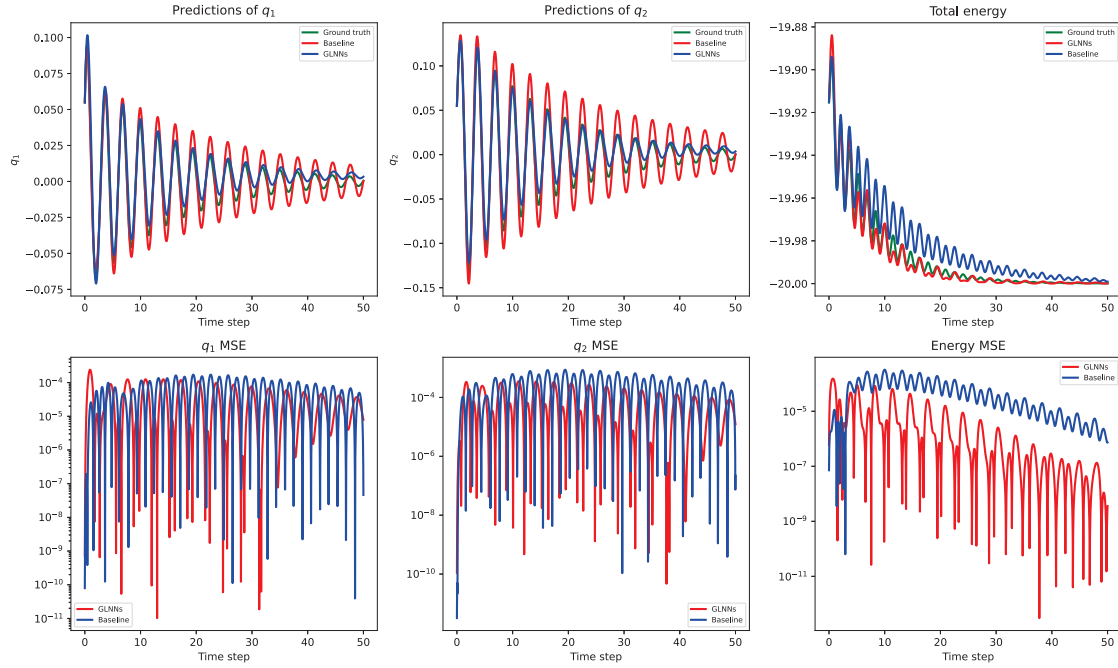 Predictions of q₁
0.100
0.075
0.050
0.025
0.000
−0.025
−0.050
−0.075
q₁
0 10 20 30 40 50
Time step
Ground truth
Baseline
GLNNs
Predictions of q₂
0.10
0.05
0.00
−0.05
−0.10
−0.15
q₂
0 10 20 30 40 50
Time step
Ground truth
Baseline
GLNNs
Total energy
−19.88
−19.90
−19.92
−19.94
−19.96
−19.98
−20.00
0 10 20 30 40 50
Time step
Ground truth
GLNNs
Baseline
q₁ MSE
10⁻⁴
10⁻⁵
10⁻⁶
10⁻⁷
10⁻⁸
10⁻⁹
10⁻¹⁰
10⁻¹¹
0 10 20 30 40 50
Time step
GLNNs
Baseline
q₂ MSE
10⁻⁴
10⁻⁶
10⁻⁸
10⁻¹⁰
0 10 20 30 40 50
Time step
GLNNs
Baseline
Energy MSE
10⁻⁵
10⁻⁷
10⁻⁹
10⁻¹¹
0 10 20 30 40 50
Time step
GLNNs
Baseline